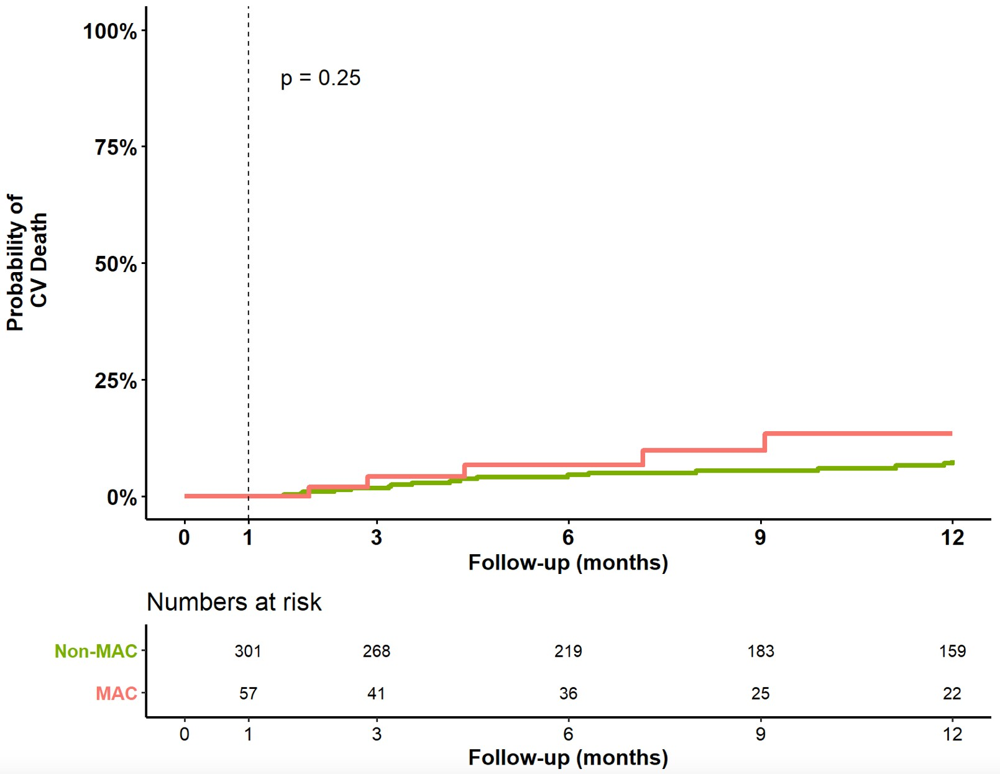 100%
p = 0.25
75%
Probability of
CV Death
50%
25%
0%
0 1 3 6 9 12
Follow-up (months)
Numbers at risk
Non-MAC 301 268 219 183 159
MAC 57 41 36 25 22
0 1 3 6 9 12
Follow-up (months)